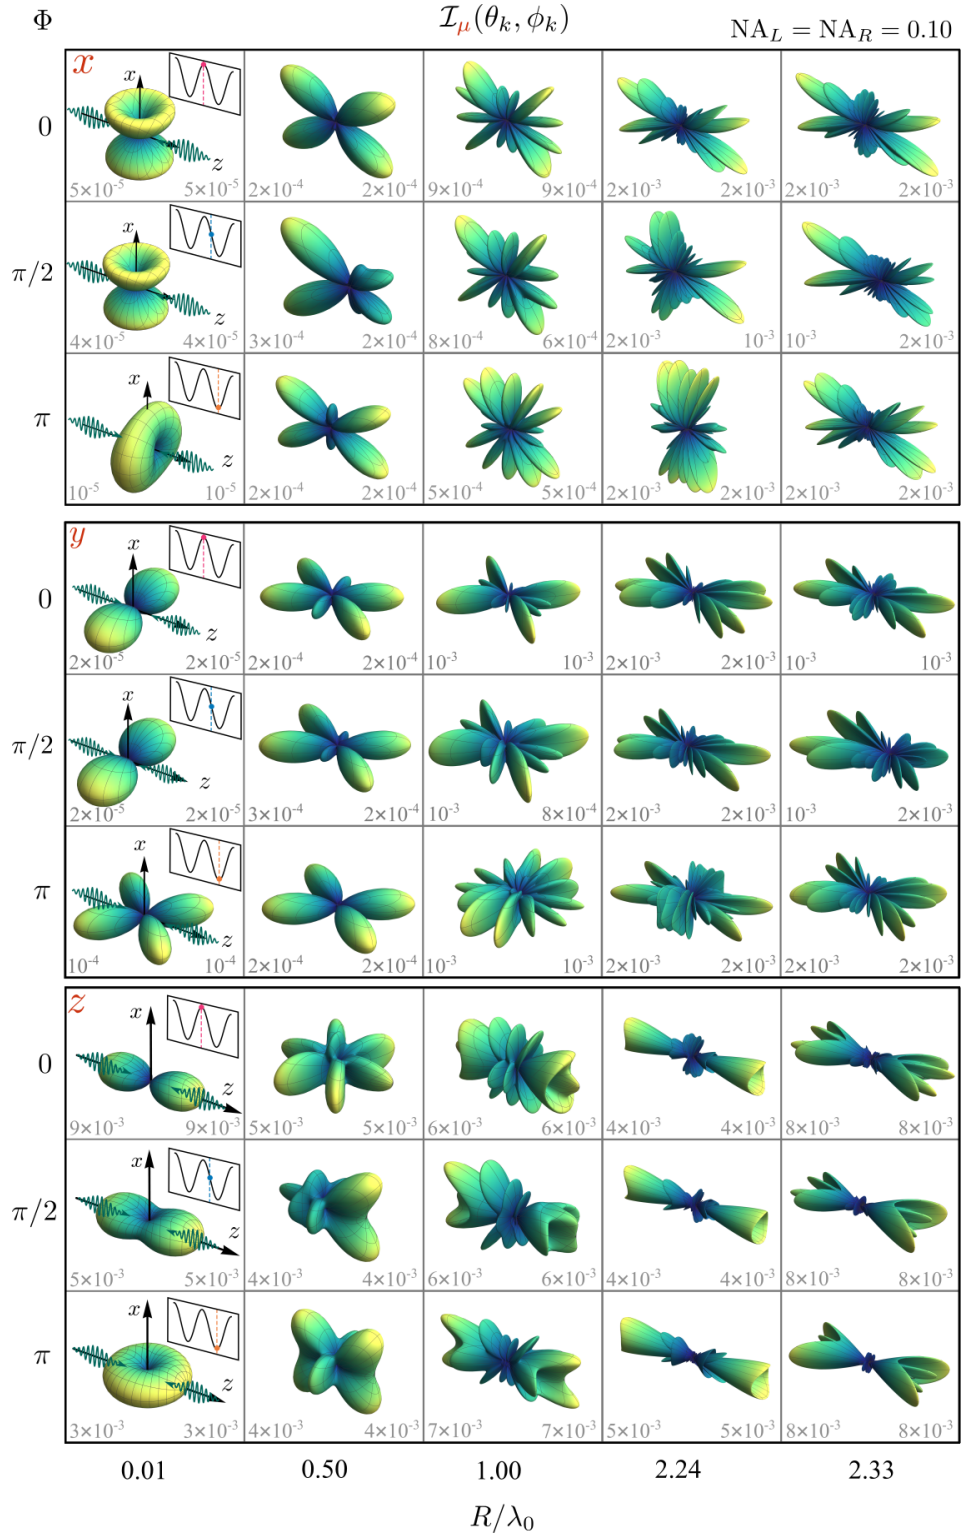 Φ
𝓘_μ(θ_k, ϕ_k)
NA_L = NA_R = 0.10
x
0
x
z
5×10⁻⁵ 5×10⁻⁵ 2×10⁻⁴ 2×10⁻⁴ 9×10⁻⁴ 9×10⁻⁴ 2×10⁻³ 2×10⁻³ 2×10⁻³ 2×10⁻³
π/2
x
z
4×10⁻⁵ 4×10⁻⁵ 3×10⁻⁴ 2×10⁻⁴ 8×10⁻⁴ 6×10⁻⁴ 2×10⁻³ 10⁻³ 10⁻³ 2×10⁻³
π
x
z
10⁻⁵ 10⁻⁵ 2×10⁻⁴ 2×10⁻⁴ 5×10⁻⁴ 5×10⁻⁴ 2×10⁻³ 2×10⁻³ 2×10⁻³ 2×10⁻³
y
0
x
z
2×10⁻⁵ 2×10⁻⁵ 2×10⁻⁴ 2×10⁻⁴ 10⁻³ 10⁻³ 2×10⁻³ 2×10⁻³ 10⁻³ 10⁻³
π/2
x
z
2×10⁻⁵ 2×10⁻⁵ 3×10⁻⁴ 2×10⁻⁴ 10⁻³ 8×10⁻⁴ 2×10⁻³ 2×10⁻³ 10⁻³ 2×10⁻³
π
x
z
10⁻⁴ 10⁻⁴ 2×10⁻⁴ 2×10⁻⁴ 10⁻³ 10⁻³ 2×10⁻³ 2×10⁻³ 2×10⁻³ 2×10⁻³
z
0
x
z
9×10⁻³ 9×10⁻³ 5×10⁻³ 5×10⁻³ 6×10⁻³ 6×10⁻³ 4×10⁻³ 4×10⁻³ 8×10⁻³ 8×10⁻³
π/2
x
z
5×10⁻³ 5×10⁻³ 4×10⁻³ 4×10⁻³ 6×10⁻³ 6×10⁻³ 4×10⁻³ 4×10⁻³ 8×10⁻³ 8×10⁻³
π
x
z
3×10⁻³ 3×10⁻³ 4×10⁻³ 4×10⁻³ 7×10⁻³ 7×10⁻³ 5×10⁻³ 5×10⁻³ 8×10⁻³ 8×10⁻³
0.01 0.50 1.00 2.24 2.33
R/λ₀